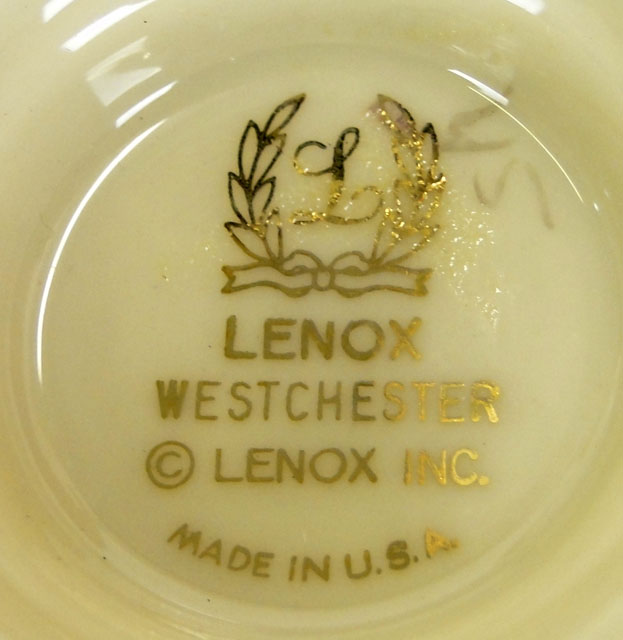 L
LENOX
WESTCHESTER
© LENOX INC.
MADE IN U.S.A.